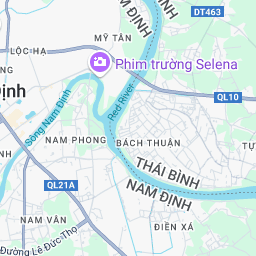 DT463
MỸ TÂN
LỘC HẠ
Phim trường Selena
Định
QL10
Sông Nam Định
Red River
NAM PHONG
BÁCH THUẬN
TỰ
THÁI BÌNH
NAM ĐỊNH
QL21A
NAM VÂN
ĐIỀN XÁ
Đường Lê Đức Thọ